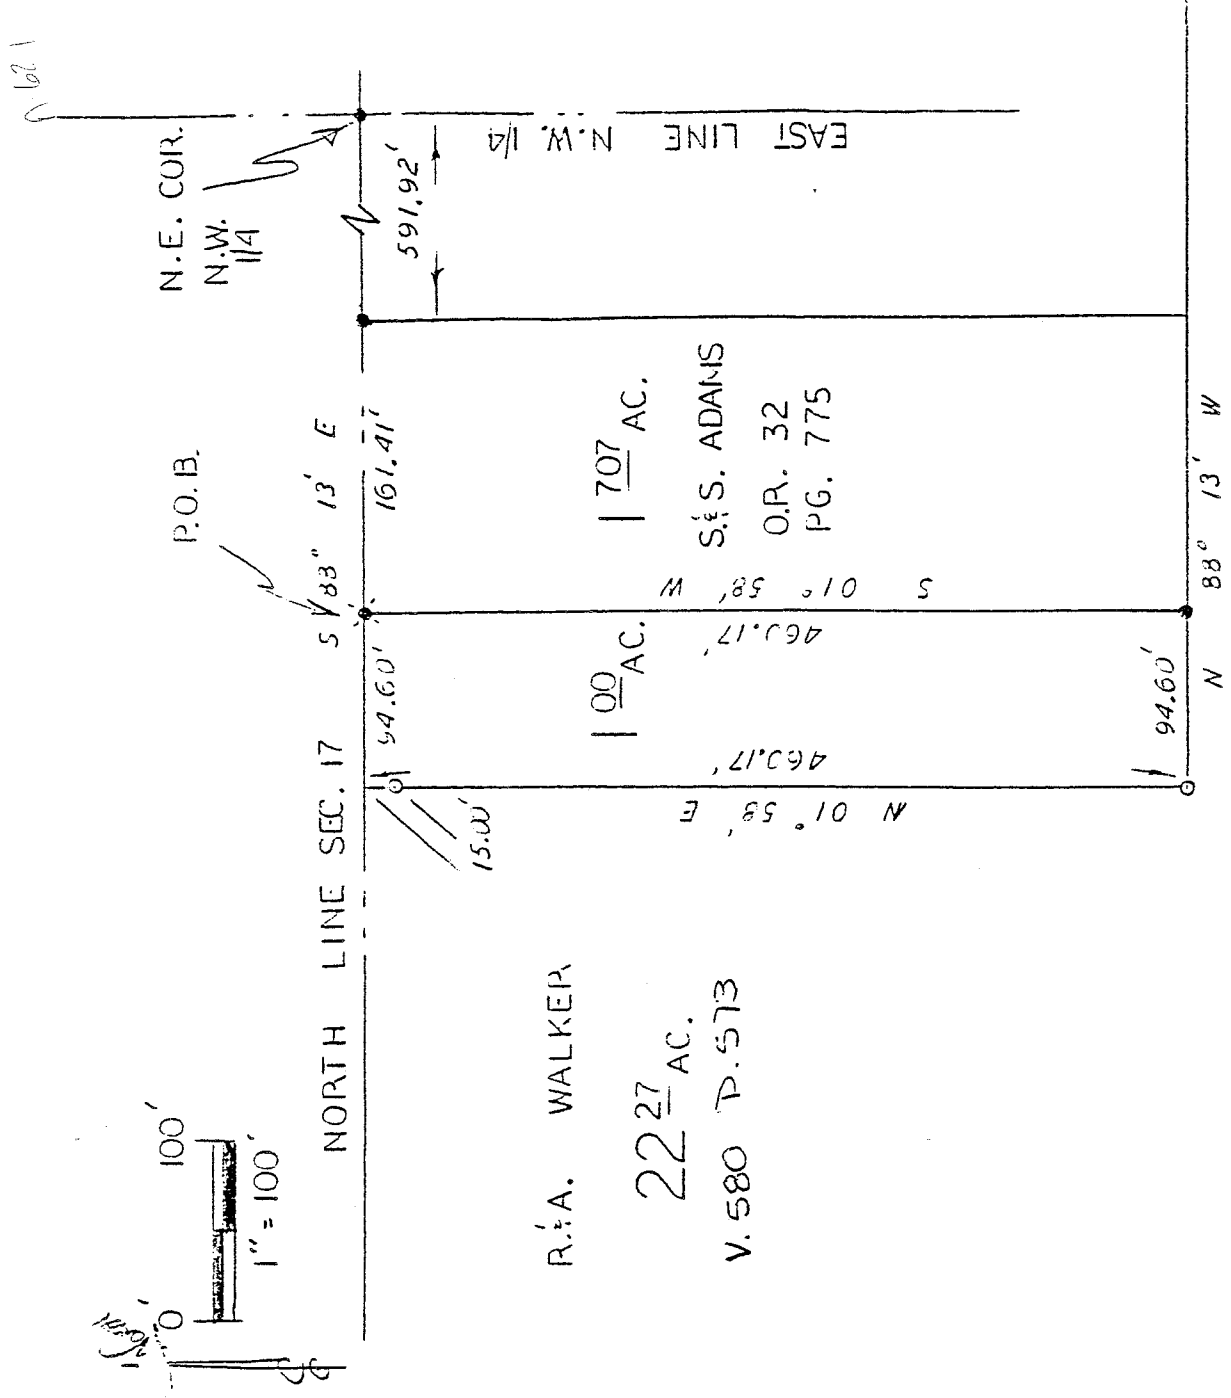 N.E. COR.
N.W.
1/4
591.92'
EAST LINE N.W. 1/4
P.O.B.
NORTH LINE SEC. 17
S 88° 13' E
161.41'
94.60'
15.00'
1 07 AC.
S. & S. ADAMS
O.R. 32
PG. 775
S 01° 58' W
460.17'
1 00 AC.
460.17'
N 01° 58' E
94.60'
N 88° 13' W
R. & A. WALKER
22 27 AC.
V. 580 P. 573
0' 100'
1" = 100'